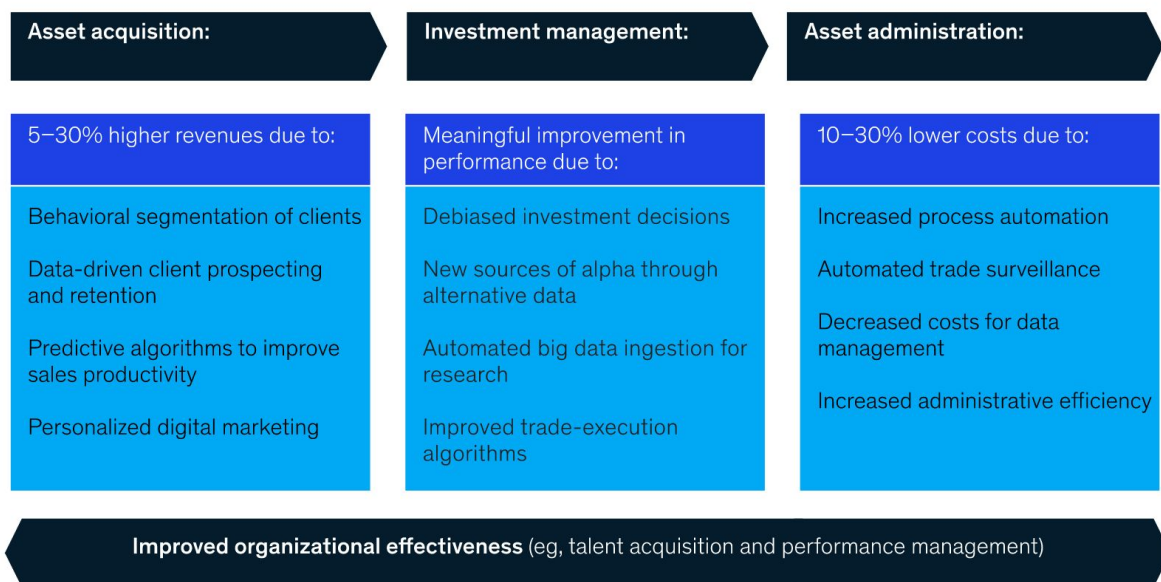 Asset acquisition:
Investment management:
Asset administration:
5–30% higher revenues due to:
Meaningful improvement in
performance due to:
10–30% lower costs due to:
Behavioral segmentation of clients
Data-driven client prospecting
and retention
Predictive algorithms to improve
sales productivity
Personalized digital marketing
Debiased investment decisions
New sources of alpha through
alternative data
Automated big data ingestion for
research
Improved trade-execution
algorithms
Increased process automation
Automated trade surveillance
Decreased costs for data
management
Increased administrative efficiency
Improved organizational effectiveness (eg, talent acquisition and performance management)